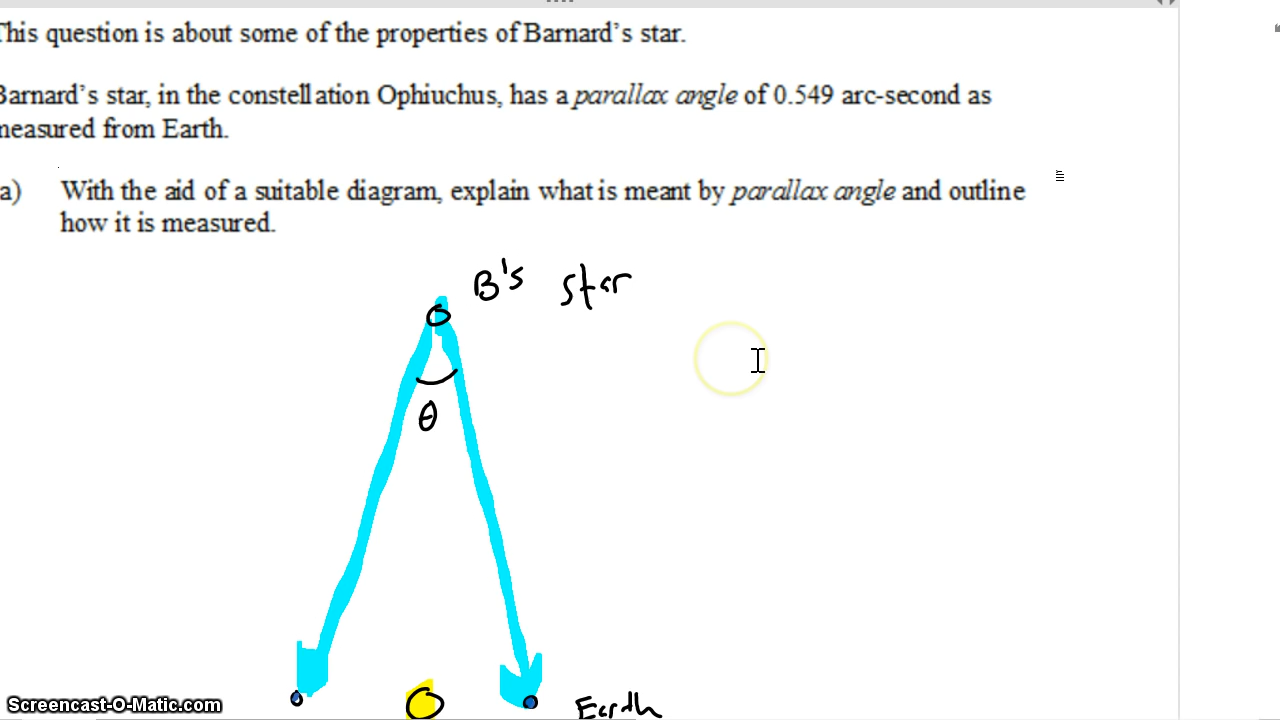 This question is about some of the properties of Barnard's star.
Barnard's star, in the constellation Ophiuchus, has a parallax angle of 0.549 arc-second as
measured from Earth.
a) With the aid of a suitable diagram, explain what is meant by parallax angle and outline
how it is measured.
B's star
θ
Earth
Screencast-O-Matic.com